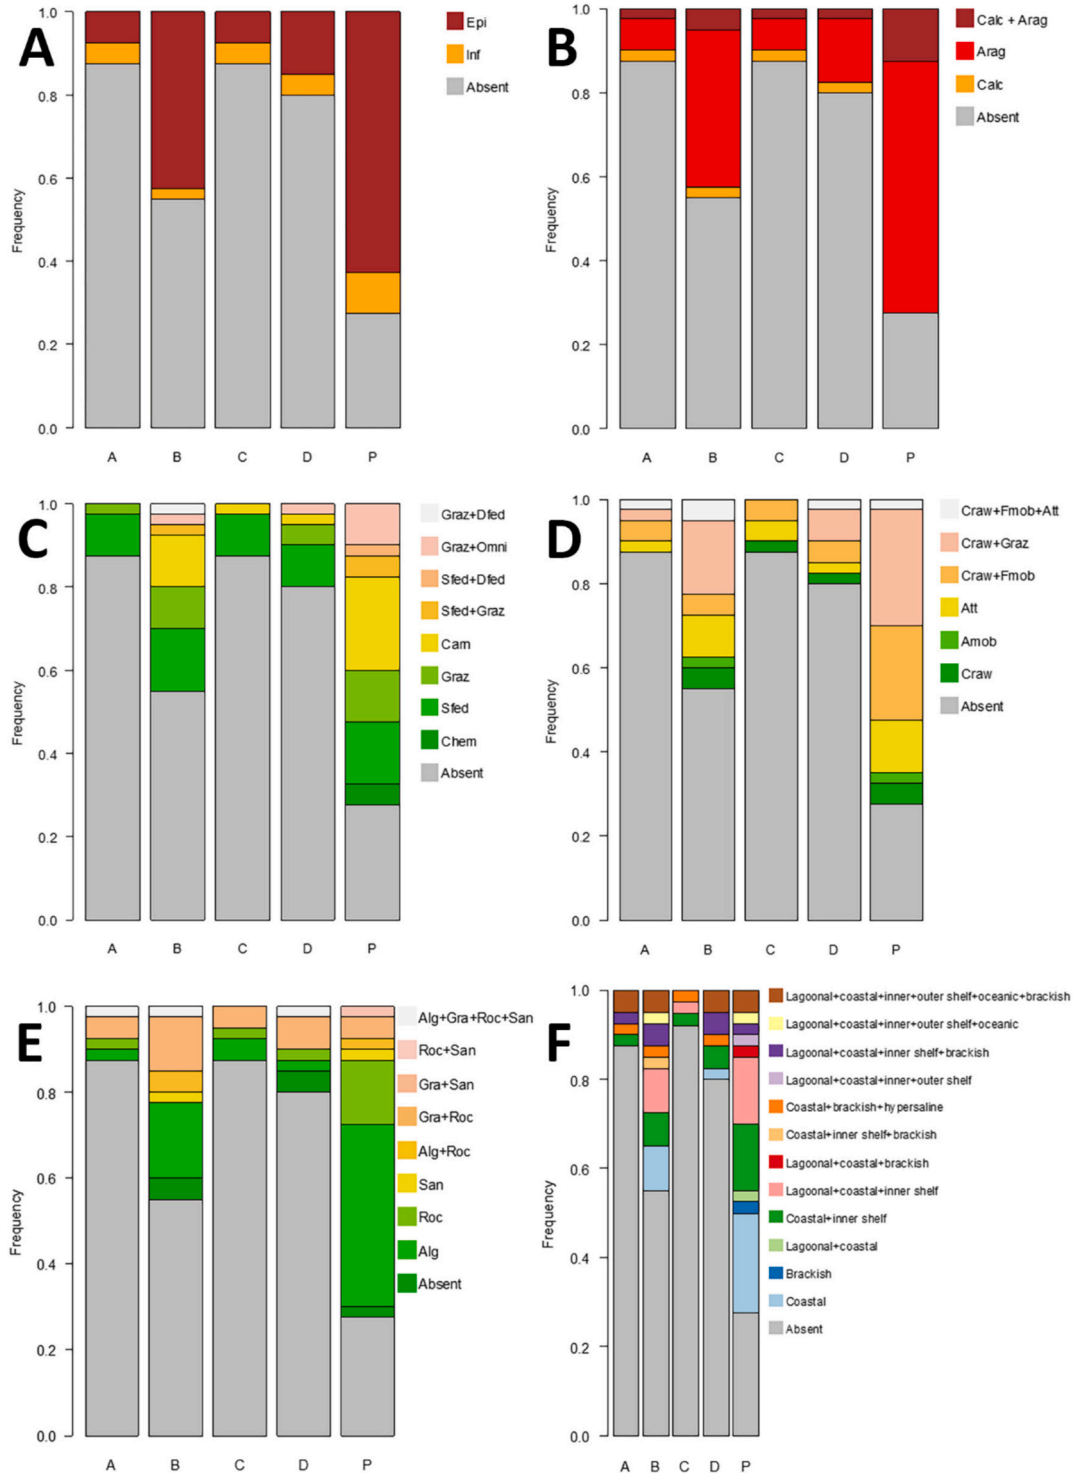 A
1.0
0.8
0.6
0.4
0.2
0.0
Frequency
A B C D P
Epi
Inf
Absent
B
1.0
0.8
0.6
0.4
0.2
0.0
Frequency
A B C D P
Calc + Arag
Arag
Calc
Absent
C
1.0
0.8
0.6
0.4
0.2
0.0
Frequency
A B C D P
Graz+Dfed
Graz+Omni
Sfed+Dfed
Sfed+Graz
Carn
Graz
Sfed
Chem
Absent
D
1.0
0.8
0.6
0.4
0.2
0.0
Frequency
A B C D P
Craw+Fmob+Att
Craw+Graz
Craw+Fmob
Att
Amob
Craw
Absent
E
1.0
0.8
0.6
0.4
0.2
0.0
Frequency
A B C D P
Alg+Gra+Roc+San
Roc+San
Gra+San
Gra+Roc
Alg+Roc
San
Roc
Alg
Absent
F
1.0
0.8
0.6
0.4
0.2
0.0
Frequency
A B C D P
Lagoonal+coastal+inner+outer shelf+oceanic+brackish
Lagoonal+coastal+inner+outer shelf+oceanic
Lagoonal+coastal+inner shelf+brackish
Lagoonal+coastal+inner+outer shelf
Coastal+brackish+hypersaline
Coastal+inner shelf+brackish
Lagoonal+coastal+brackish
Lagoonal+coastal+inner shelf
Coastal+inner shelf
Lagoonal+coastal
Brackish
Coastal
Absent